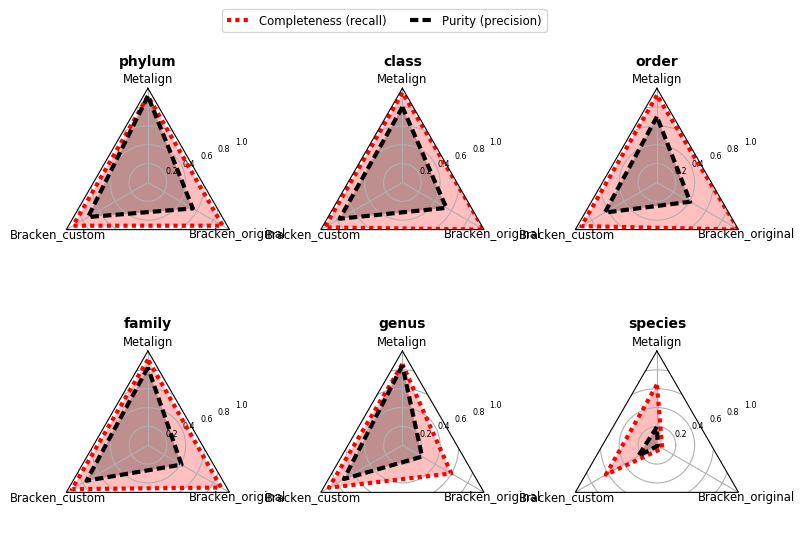 Completeness (recall) Purity (precision)
phylum class order
Metalign Metalign Metalign
1.0 1.0 1.0
0.8 0.8 0.8
0.6 0.6 0.6
0.4 0.4 0.4
0.2 0.2 0.2
Bracken_custom Bracken_original Bracken_custom Bracken_original Bracken_custom Bracken_original
family genus species
Metalign Metalign Metalign
1.0 1.0 1.0
0.8 0.8 0.8
0.6 0.6 0.6
0.4 0.4 0.4
0.2 0.2 0.2
Bracken_custom Bracken_original Bracken_custom Bracken_original Bracken_custom Bracken_original